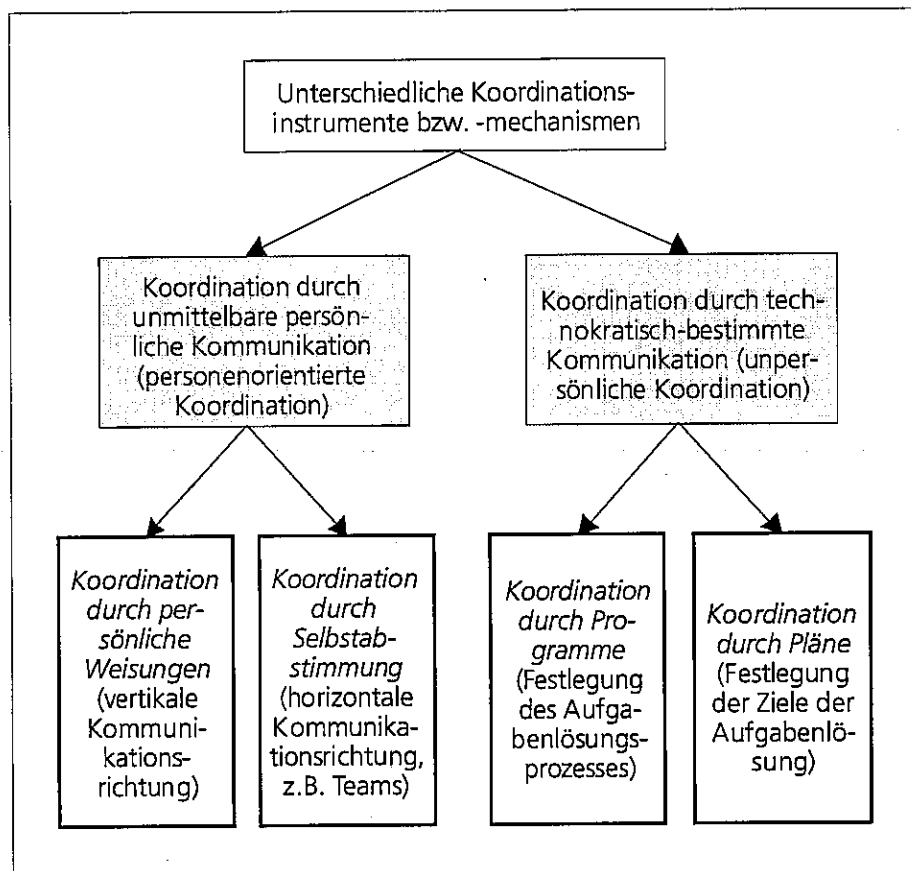 Unterschiedliche Koordinations-
instrumente bzw. -mechanismen
Koordination durch
unmittelbare persön-
liche Kommunikation
(personenorientierte
Koordination)
Koordination durch tech-
nokratisch-bestimmte
Kommunikation (unper-
sönliche Koordination)
Koordination
durch per-
sönliche
Weisungen
(vertikale
Kommuni-
kations-
richtung)
Koordination
durch
Selbstab-
stimmung
(horizontale
Kommunika-
tionsrichtung,
z.B. Teams)
Koordination
durch Pro-
gramme
(Festlegung
des Aufga-
benlösungs-
prozesses)
Koordination
durch Pläne
(Festlegung
der Ziele der
Aufgabenlö-
sung)